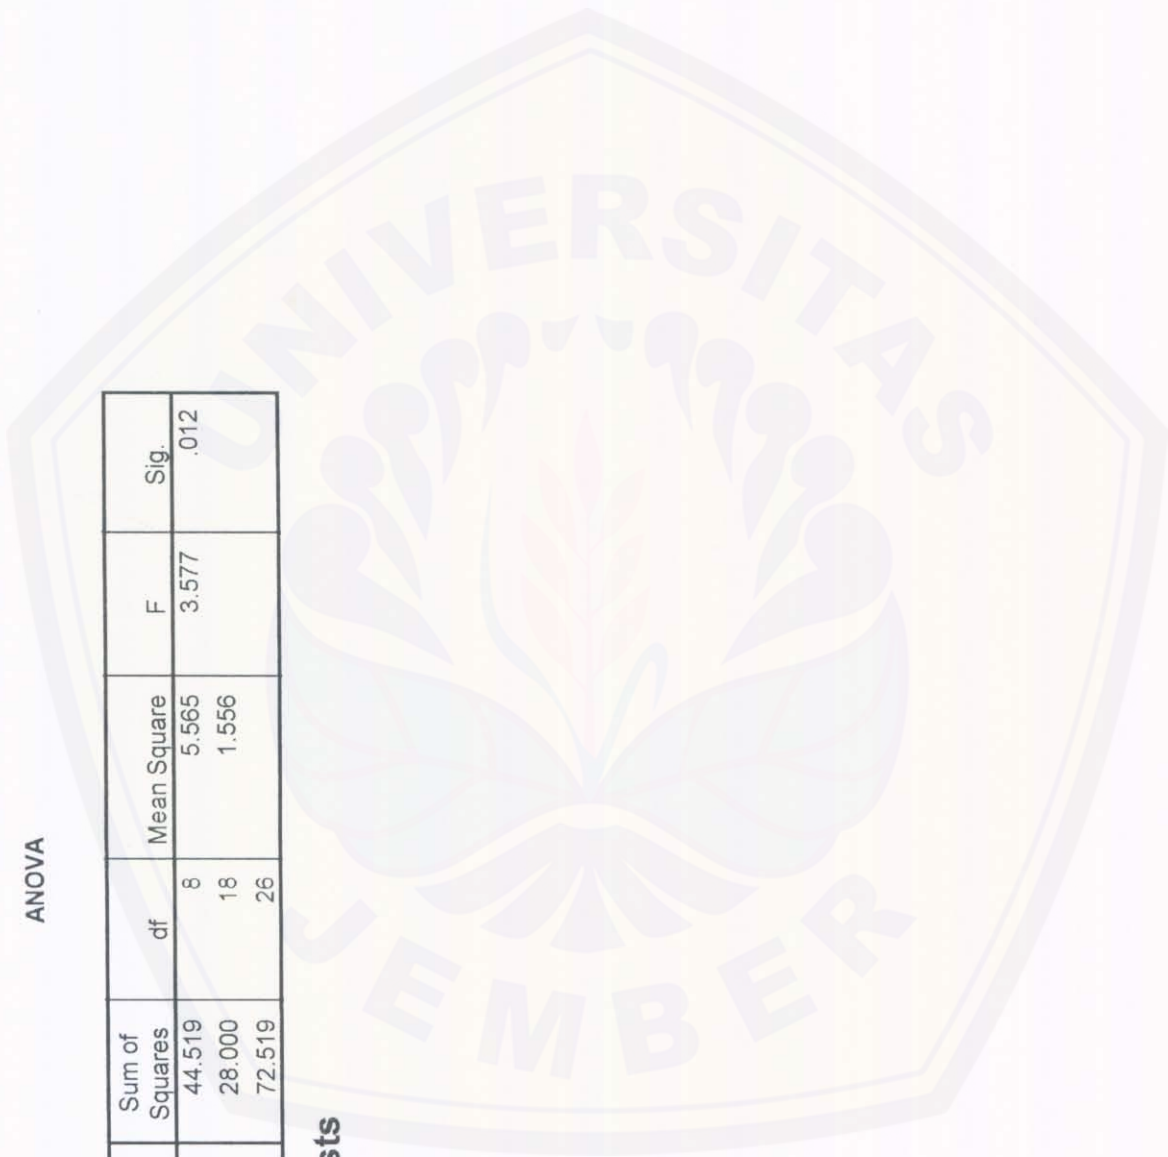 ANOVA
Sum of Squares df Mean Square F Sig.
44.519 8 5.565 3.577 .012
28.000 18 1.556
72.519 26
sts
UNIVERSITAS
JEMBER